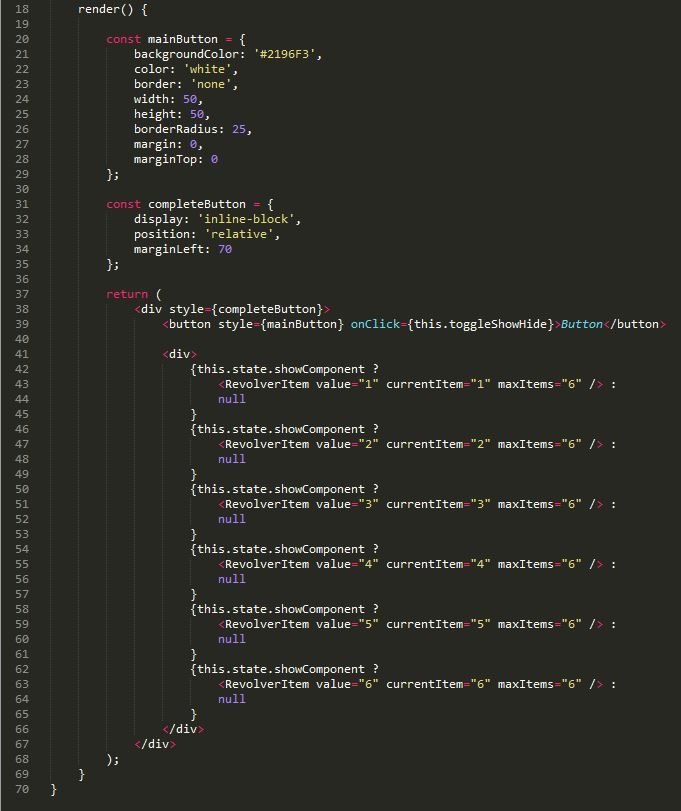 18 render() {
19
20 const mainButton = {
21 backgroundColor: '#2196F3',
22 color: 'white',
23 border: 'none',
24 width: 50,
25 height: 50,
26 borderRadius: 25,
27 margin: 0,
28 marginTop: 0
29 };
30
31 const completeButton = {
32 display: 'inline-block',
33 position: 'relative',
34 marginLeft: 70
35 };
36
37 return (
38 <div style={completeButton}>
39 <button style={mainButton} onClick={this.toggleShowHide}>Button</button>
40
41 <div>
42 {this.state.showComponent ?
43 <RevolverItem value="1" currentItem="1" maxItems="6" /> :
44 null
45 }
46 {this.state.showComponent ?
47 <RevolverItem value="2" currentItem="2" maxItems="6" /> :
48 null
49 }
50 {this.state.showComponent ?
51 <RevolverItem value="3" currentItem="3" maxItems="6" /> :
52 null
53 }
54 {this.state.showComponent ?
55 <RevolverItem value="4" currentItem="4" maxItems="6" /> :
56 null
57 }
58 {this.state.showComponent ?
59 <RevolverItem value="5" currentItem="5" maxItems="6" /> :
60 null
61 }
62 {this.state.showComponent ?
63 <RevolverItem value="6" currentItem="6" maxItems="6" /> :
64 null
65 }
66 </div>
67 </div>
68 );
69 }
70 }